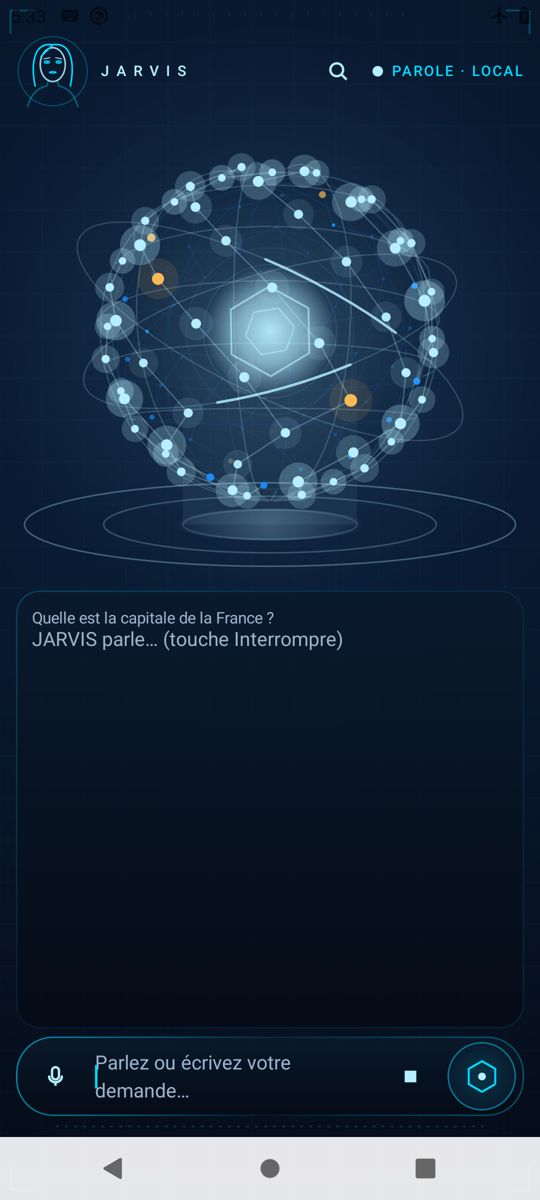 5:33
JARVIS
PAROLE · LOCAL
Quelle est la capitale de la France ?
JARVIS parle… (touche Interrompre)
Parlez ou écrivez votre
demande…